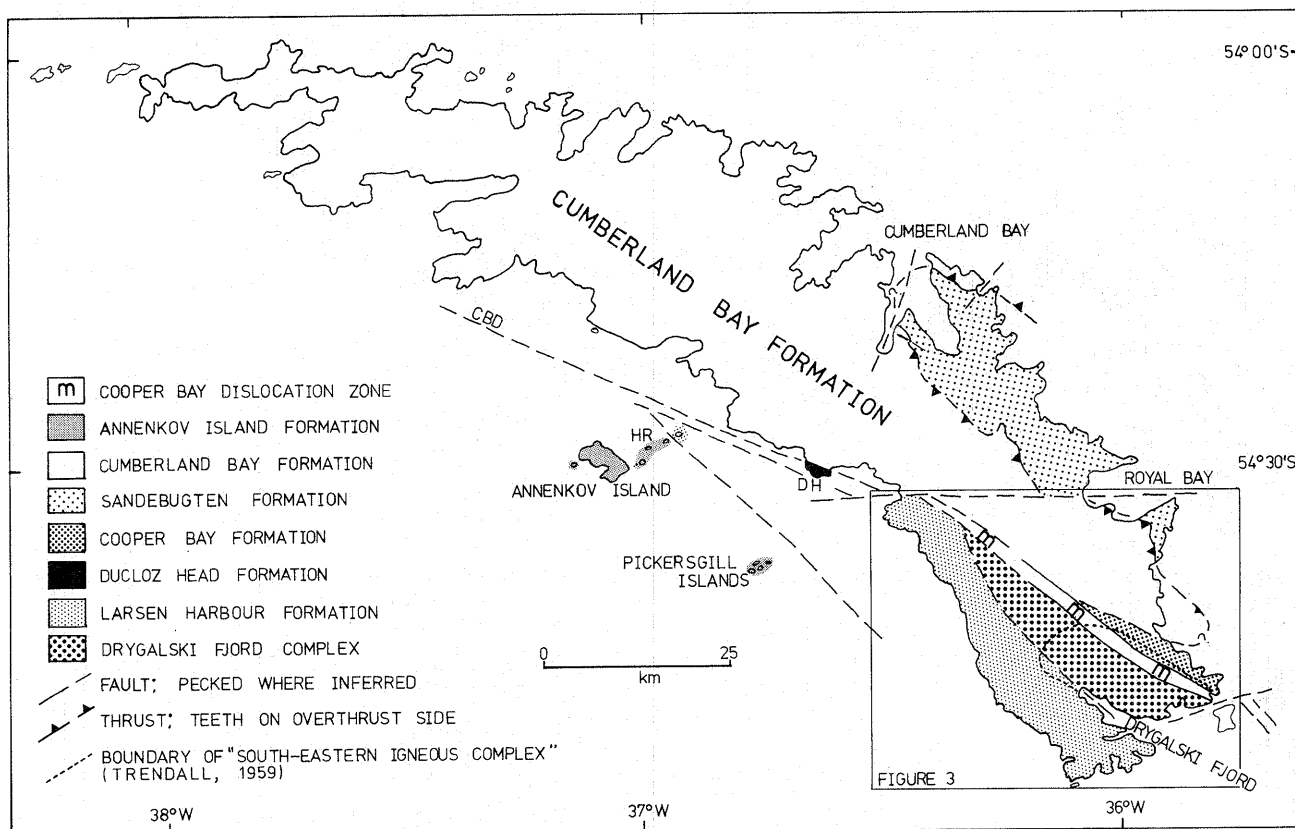 54°00'S
CUMBERLAND BAY FORMATION
CUMBERLAND BAY
CBD
m COOPER BAY DISLOCATION ZONE
ANNENKOV ISLAND FORMATION
CUMBERLAND BAY FORMATION
SANDEBUGTEN FORMATION
COOPER BAY FORMATION
DUCLOZ HEAD FORMATION
LARSEN HARBOUR FORMATION
DRYGALSKI FJORD COMPLEX
FAULT; PECKED WHERE INFERRED
THRUST; TEETH ON OVERTHRUST SIDE
BOUNDARY OF "SOUTH-EASTERN IGNEOUS COMPLEX"
(TRENDALL, 1959)
HR
ANNENKOV ISLAND
DH
PICKERSGILL
ISLANDS
0 25
km
54°30'S
ROYAL BAY
m
m
m
DRYGALSKI FJORD
FIGURE 3
38°W
37°W
36°W